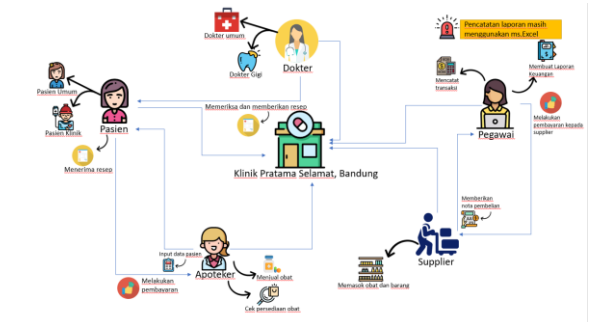 Pencatatan laporan masih
menggunakan ms.Excel
Dokter umum
Dokter Gigi
Dokter
Mencatat
transaksi
Membuat Laporan
Keuangan
Pasien Umum
Pasien Klinik
Pasien
Memeriksa dan memberikan resep
Menerima resep
Klinik Pratama Selamat, Bandung
Pegawai
Melakukan
pembayaran kepada
supplier
Memberikan
nota pembelian
Input data pasien
Apoteker
Menjual obat
Cek persediaan obat
Melakukan
pembayaran
Supplier
Memasok obat dan barang